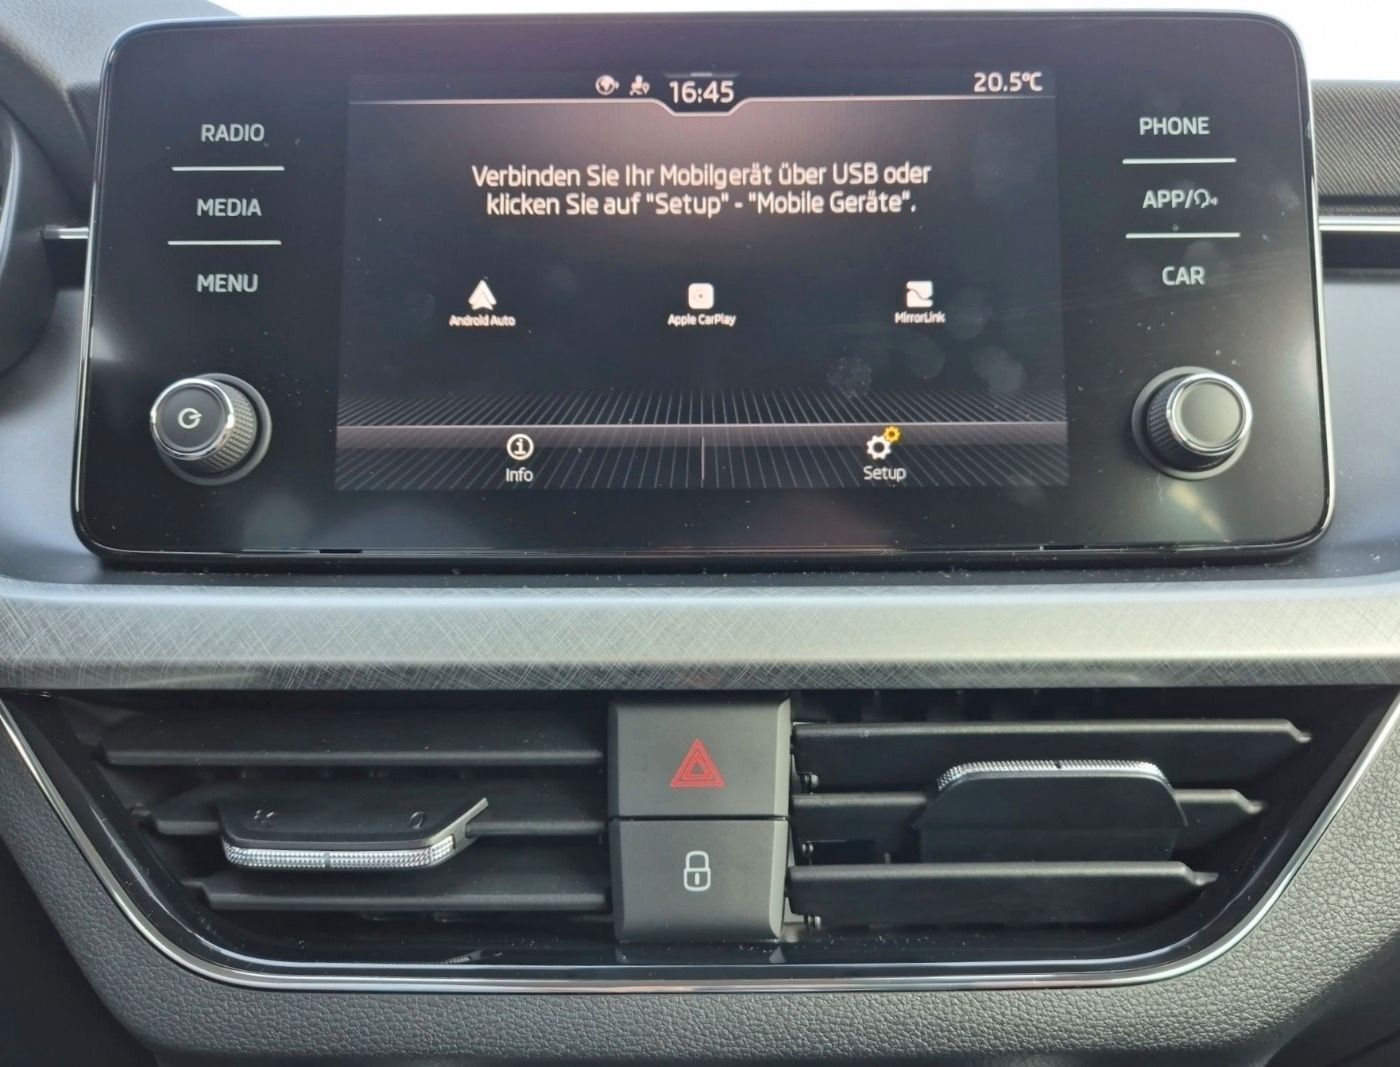 16:45
20.5°C
RADIO
MEDIA
MENU
PHONE
APP/
CAR
Verbinden Sie Ihr Mobilgerät über USB oder
klicken Sie auf "Setup" - "Mobile Geräte".
Android Auto
Apple CarPlay
MirrorLink
Info
Setup